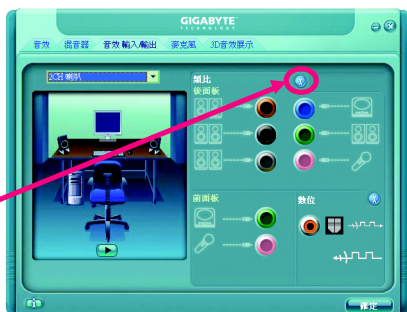 GIGABYTE
TECHNOLOGY
音效 混音器 音效輸入/輸出 麥克風 3D音效展示
2CH 喇叭
類比
後面板
前面板
數位
確定